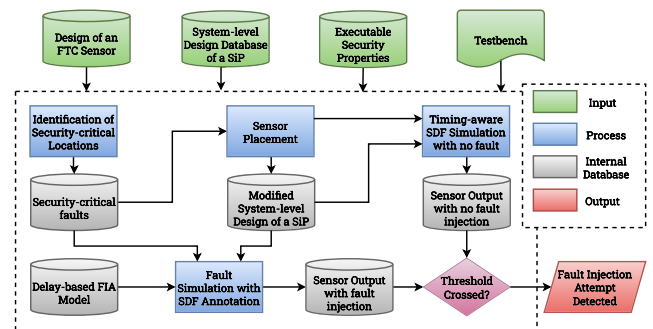 Design of an
FTC Sensor
System-level
Design Database
of a SiP
Executable
Security
Properties
Testbench
Identification of
Security-critical
Locations
Sensor
Placement
Timing-aware
SDF Simulation
with no fault
Input
Process
Internal
Database
Output
Security-critical
faults
Modified
System-level
Design of a SiP
Sensor Output
with no fault
injection
Delay-based FIA
Model
Fault
Simulation with
SDF Annotation
Sensor Output
with fault
injection
Threshold
Crossed?
Fault Injection
Attempt
Detected